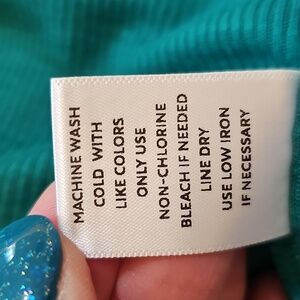 MACHINE WASH
COLD WITH
LIKE COLORS
ONLY USE
NON-CHLORINE
BLEACH IF NEEDED
LINE DRY
USE LOW IRON
IF NECESSARY